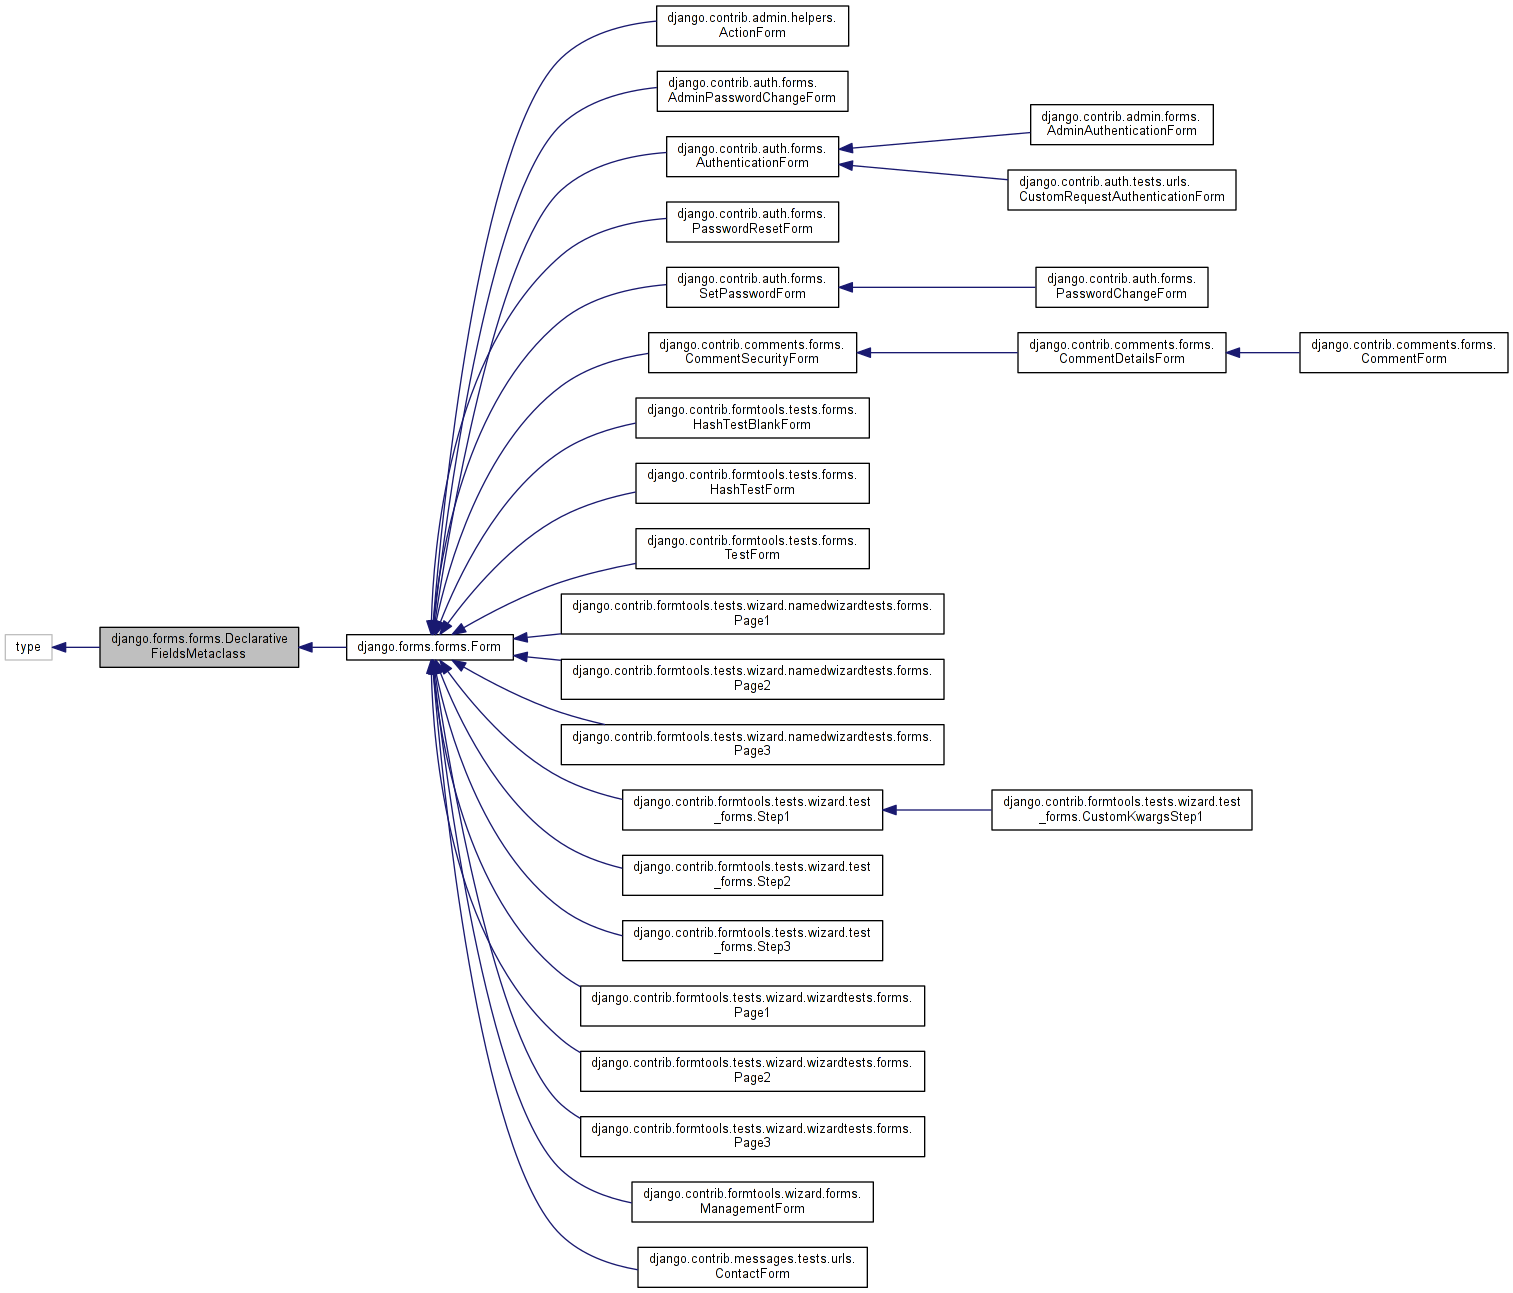 django.contrib.admin.helpers.
ActionForm
django.contrib.auth.forms.
AdminPasswordChangeForm
django.contrib.admin.forms.
AdminAuthenticationForm
django.contrib.auth.forms.
AuthenticationForm
django.contrib.auth.tests.urls.
CustomRequestAuthenticationForm
django.contrib.auth.forms.
PasswordResetForm
django.contrib.auth.forms.
SetPasswordForm
django.contrib.auth.forms.
PasswordChangeForm
django.contrib.comments.forms.
CommentSecurityForm
django.contrib.comments.forms.
CommentDetailsForm
django.contrib.comments.forms.
CommentForm
django.contrib.formtools.tests.forms.
HashTestBlankForm
django.contrib.formtools.tests.forms.
HashTestForm
django.contrib.formtools.tests.forms.
TestForm
django.contrib.formtools.tests.wizard.namedwizardtests.forms.
Page1
type
django.forms.forms.Declarative
FieldsMetaclass
django.forms.forms.Form
django.contrib.formtools.tests.wizard.namedwizardtests.forms.
Page2
django.contrib.formtools.tests.wizard.namedwizardtests.forms.
Page3
django.contrib.formtools.tests.wizard.test
_forms.Step1
django.contrib.formtools.tests.wizard.test
_forms.CustomKwargsStep1
django.contrib.formtools.tests.wizard.test
_forms.Step2
django.contrib.formtools.tests.wizard.test
_forms.Step3
django.contrib.formtools.tests.wizard.wizardtests.forms.
Page1
django.contrib.formtools.tests.wizard.wizardtests.forms.
Page2
django.contrib.formtools.tests.wizard.wizardtests.forms.
Page3
django.contrib.formtools.wizard.forms.
ManagementForm
django.contrib.messages.tests.urls.
ContactForm